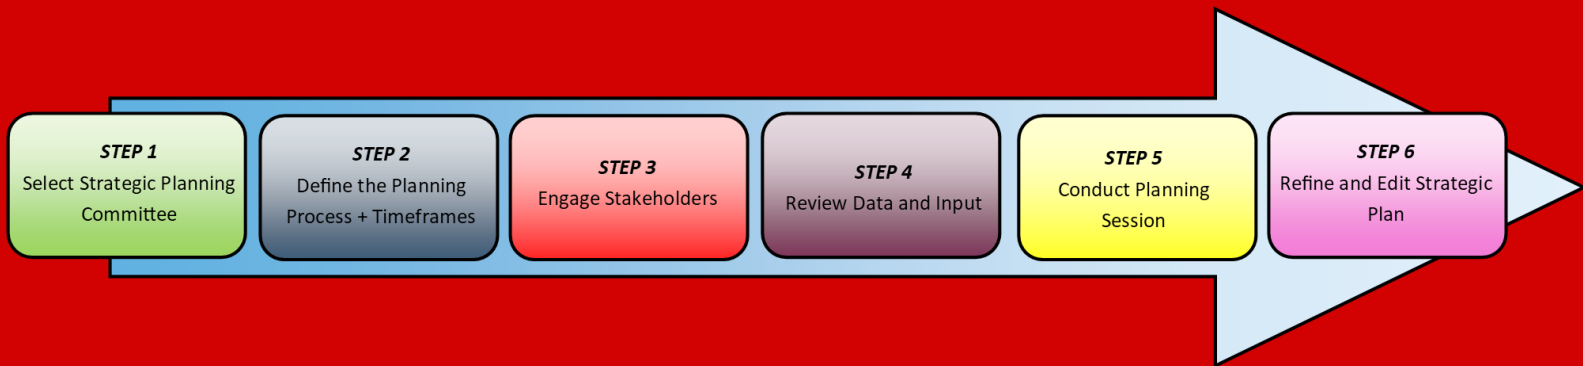 STEP 1
Select Strategic Planning
Committee
STEP 2
Define the Planning
Process + Timeframes
STEP 3
Engage Stakeholders
STEP 4
Review Data and Input
STEP 5
Conduct Planning
Session
STEP 6
Refine and Edit Strategic
Plan